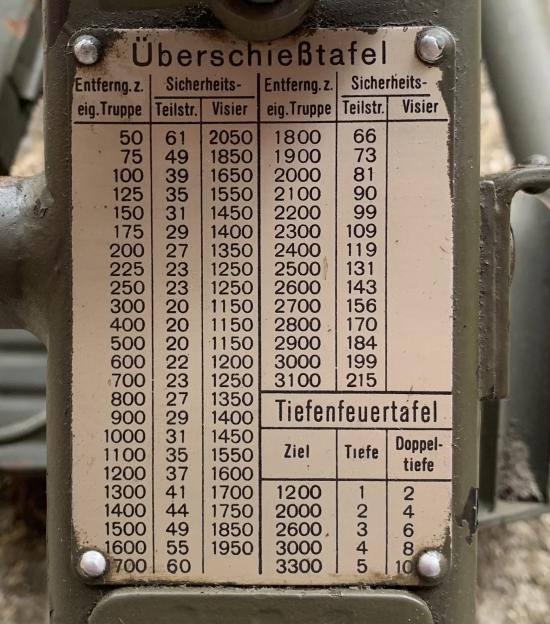 Überschießtafel
Entferng. z. Sicherheits- Entferng. z. Sicherheits-
eig. Truppe Teilstr. Visier eig. Truppe Teilstr. Visier
50 61 2050 1800 66
75 49 1850 1900 73
100 39 1650 2000 81
125 35 1550 2100 90
150 31 1450 2200 99
175 29 1400 2300 109
200 27 1350 2400 119
225 23 1250 2500 131
250 23 1250 2600 143
300 20 1150 2700 156
400 20 1150 2800 170
500 20 1150 2900 184
600 22 1200 3000 199
700 23 1250 3100 215
800 27 1350
900 29 1400
1000 31 1450
1100 35 1550
1200 37 1600
1300 41 1700
1400 44 1750
1500 49 1850
1600 55 1950
700 60
Tiefenfeuertafel
Ziel Tiefe Doppel-
tiefe
1200 1 2
2000 2 4
2600 3 6
3000 4 8
3300 5 10